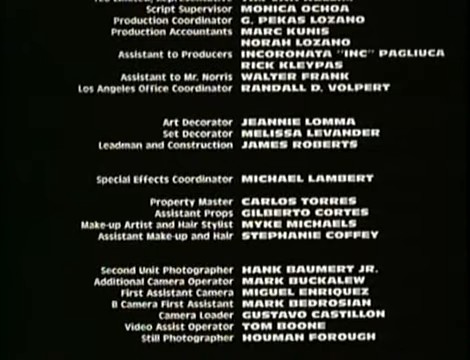 Script Supervisor MONICA OCHOA
Production Coordinator G. PEKAS LOZANO
Production Accountants MARC KUNIS
NORAH LOZANO
Assistant to Producers INCORONATA "INC" PAGLIUCA
RICK KLEYPAS
Assistant to Mr. Norris WALTER FRANK
Los Angeles Office Coordinator RANDALL D. VOLPERT
Art Decorator JEANNIE LOMMA
Set Decorator MELISSA LEVANDER
Leadman and Construction JAMES ROBERTS
Special Effects Coordinator MICHAEL LAMBERT
Property Master CARLOS TORRES
Assistant Props GILBERTO CORTES
Make-up Artist and Hair Stylist MYKE MICHAELS
Assistant Make-up and Hair STEPHANIE COFFEY
Second Unit Photographer HANK BAUMERT JR.
Additional Camera Operator MARK BUCKALEW
First Assistant Camera MIGUEL ENRIQUEZ
B Camera First Assistant MARK BEDROSIAN
Camera Loader GUSTAVO CASTILLON
Video Assist Operator TOM BOONE
Still Photographer HOUMAN FOROUGH